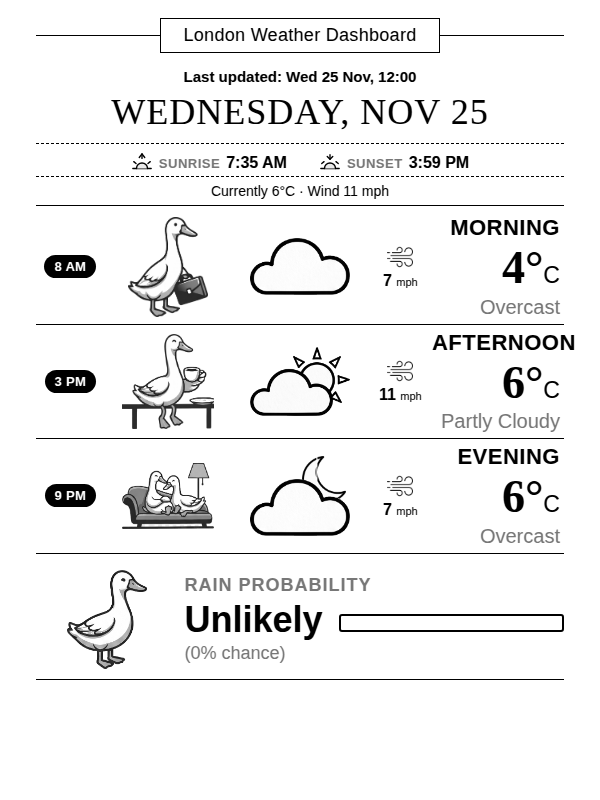 London Weather Dashboard
Last updated: Wed 25 Nov, 12:00
WEDNESDAY, NOV 25
SUNRISE 7:35 AM SUNSET 3:59 PM
Currently 6°C · Wind 11 mph
MORNING
8 AM 7 mph 4°C
Overcast
AFTERNOON
3 PM 11 mph 6°C
Partly Cloudy
EVENING
9 PM 7 mph 6°C
Overcast
RAIN PROBABILITY
Unlikely
(0% chance)